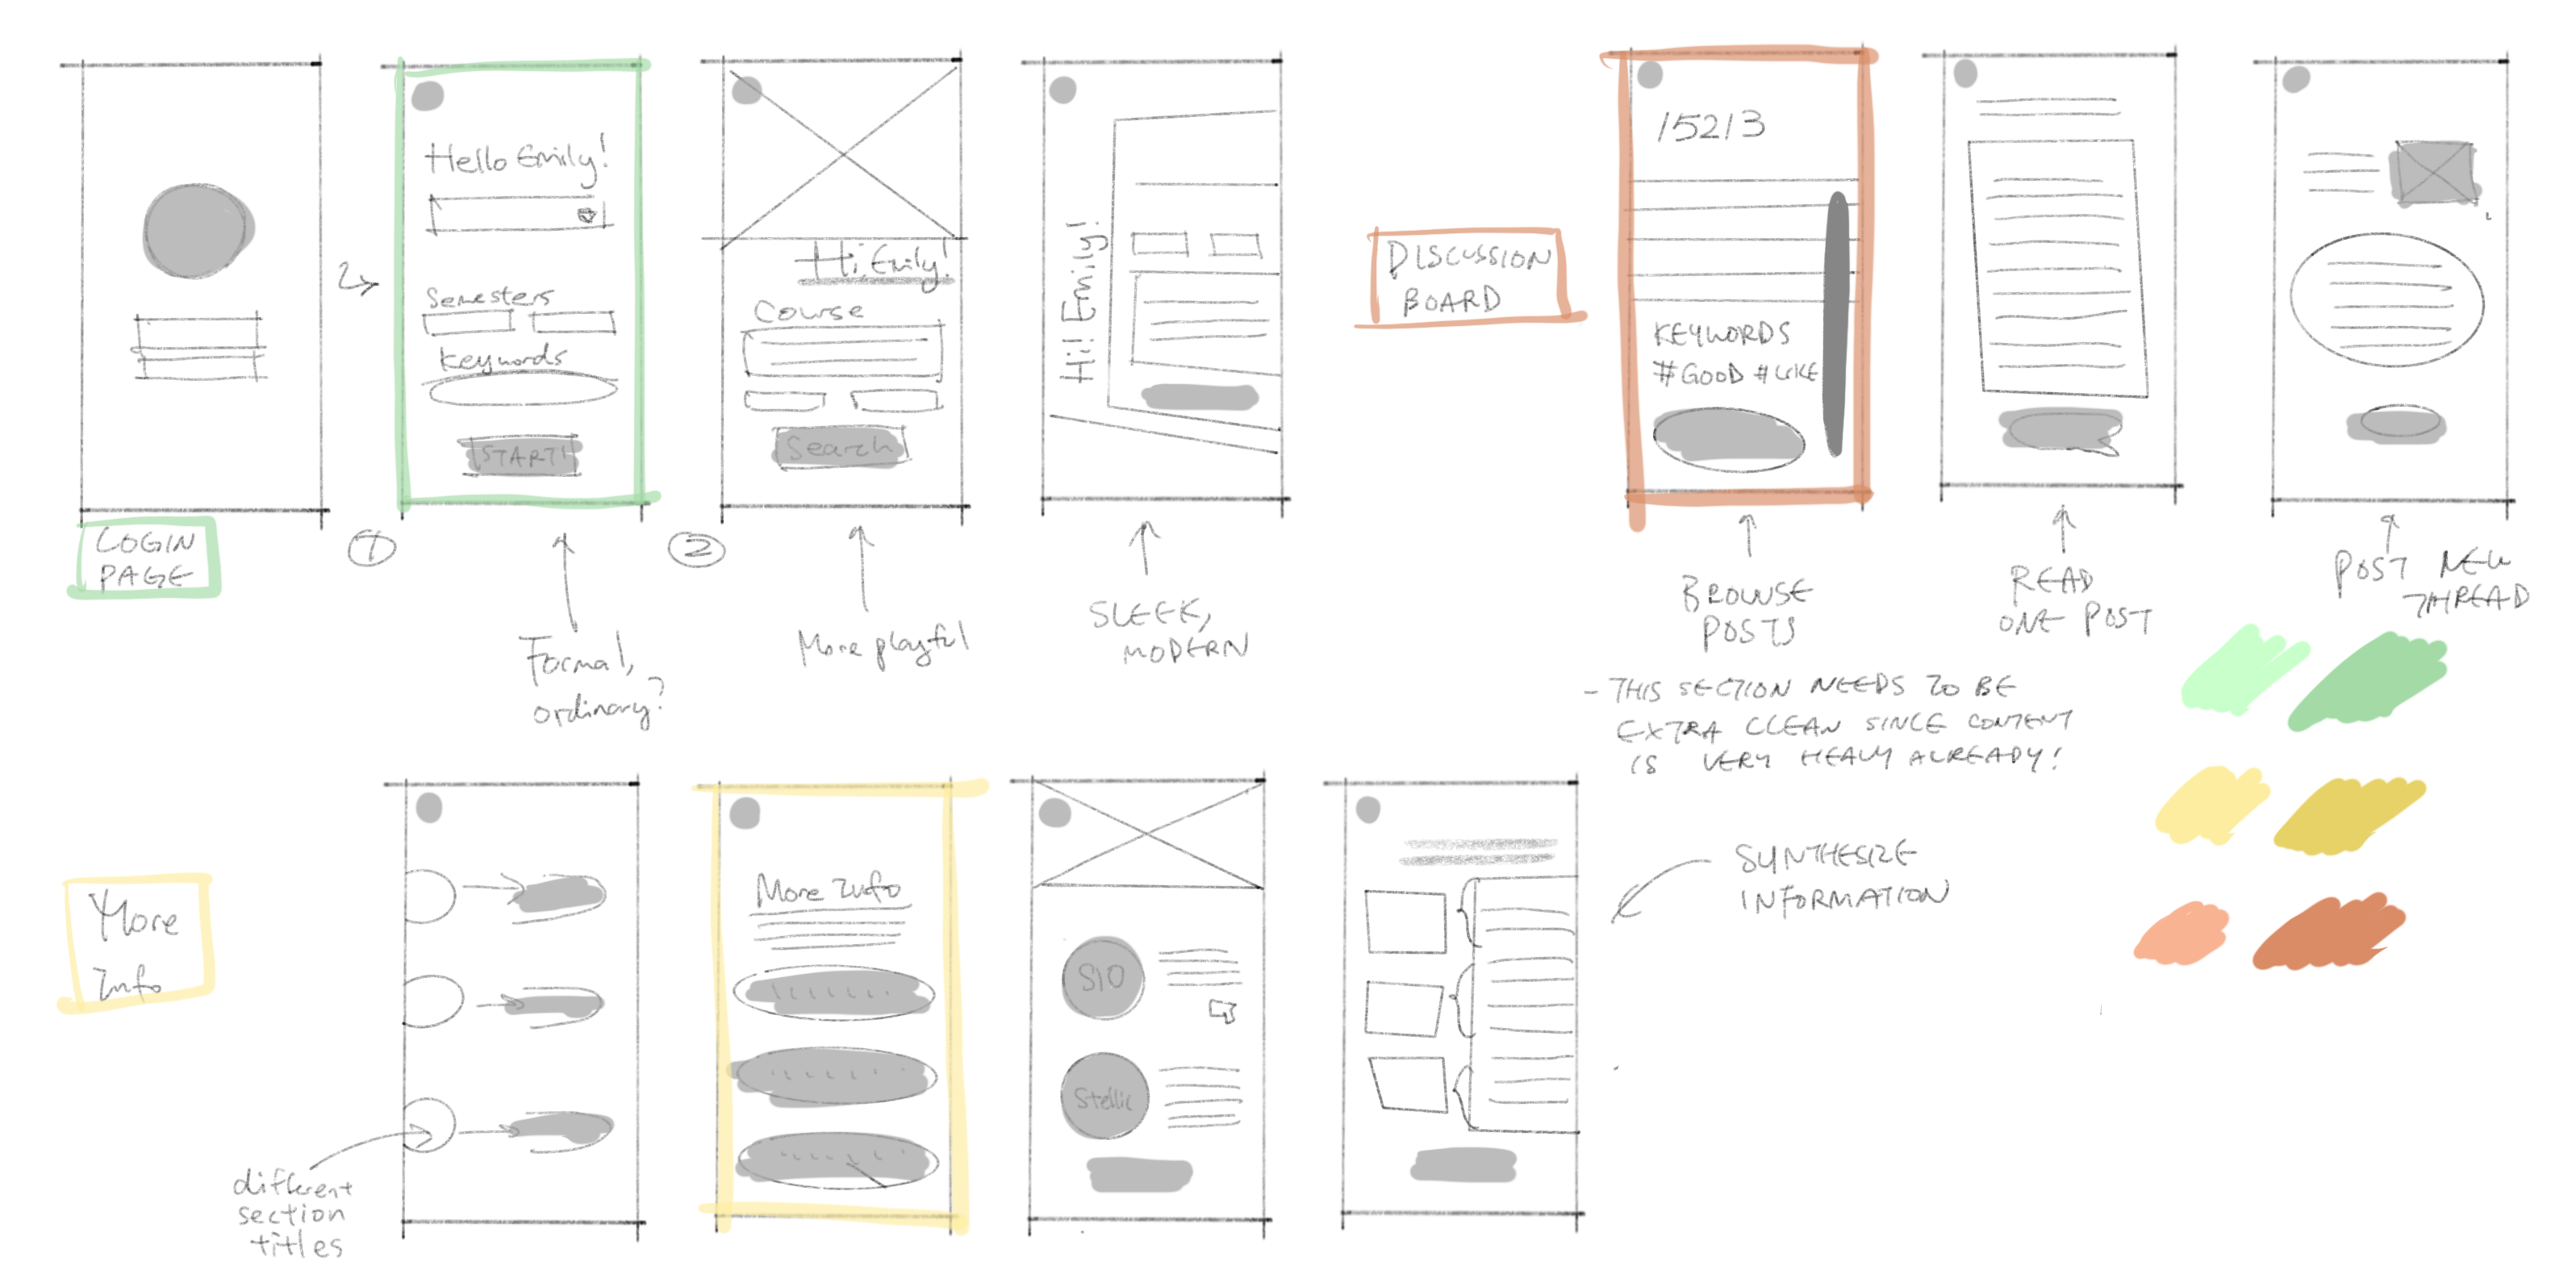 Hello Emily!
Semesters
Keywords
START!
Hi, Emily!
Course
Search
Hi! Emily!
LOGIN
PAGE
1
2
Formal,
ordinary?
More playful
SLEEK,
MODERN
DISCUSSION
BOARD
15213
KEYWORDS
#GOOD #LIKE
BROWSE
POSTS
READ
ONE POST
POST NEW
THREAD
- THIS SECTION NEEDS TO BE
EXTRA CLEAN SINCE CONTENT
IS VERY HEAVY ALREADY!
More
Info
different
section
titles
More Info
SIO
Stellic
SYNTHESIZE
INFORMATION